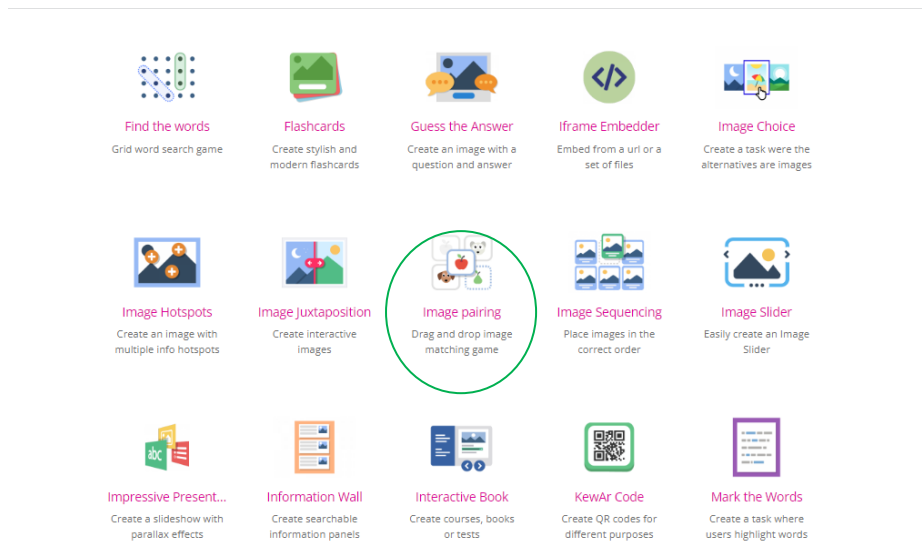 Find the words
Grid word search game
Flashcards
Create stylish and
modern flashcards
Guess the Answer
Create an image with a
question and answer
Iframe Embedder
Embed from a url or a
set of files
Image Choice
Create a task were the
alternatives are images
Image Hotspots
Create an image with
multiple info hotspots
Image Juxtaposition
Create interactive
images
Image pairing
Drag and drop image
matching game
Image Sequencing
Place images in the
correct order
Image Slider
Easily create an Image
Slider
abc
Impressive Present...
Create a slideshow with
parallax effects
Information Wall
Create searchable
information panels
Interactive Book
Create courses, books
or tests
KewAr Code
Create QR codes for
different purposes
Mark the Words
Create a task where
users highlight words